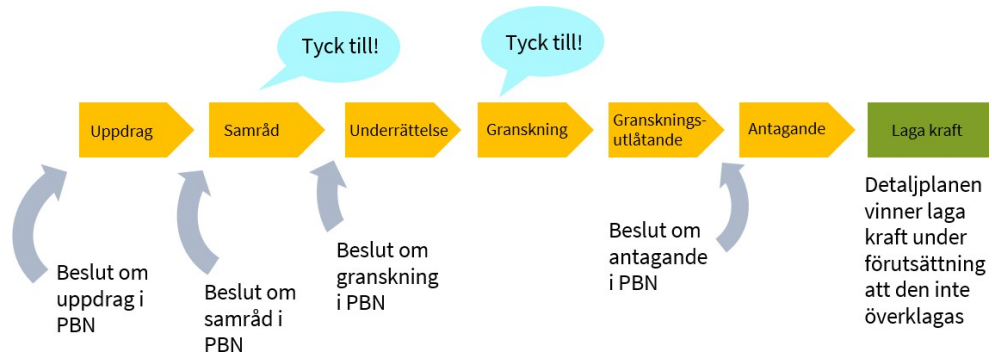 Tyck till!
Tyck till!
Uppdrag
Samråd
Underrättelse
Granskning
Gransknings-
utlåtande
Antagande
Laga kraft
Beslut om
uppdrag i
PBN
Beslut om
samråd i
PBN
Beslut om
granskning
i PBN
Beslut om
antagande
i PBN
Detaljplanen
vinner laga
kraft under
förutsättning
att den inte
överklagas